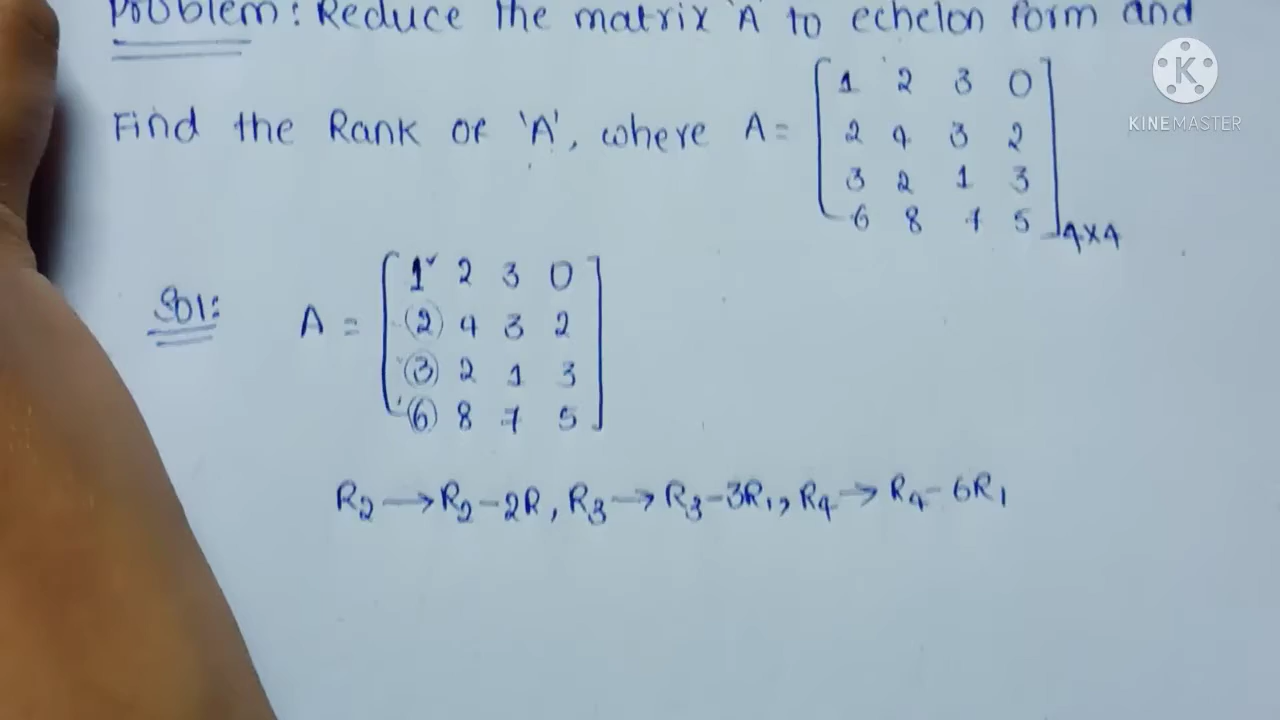 Problem: Reduce the matrix 'A' to echelon form and
Find the Rank of 'A', where A = [1 2 3 0
2 4 3 2
3 2 1 3
6 8 7 5]4×4
K
KINEMASTER
Sol: A = [1 2 3 0
(2) 4 3 2
(3) 2 1 3
(6) 8 7 5]
R2 → R2 - 2R, R3 → R3 - 3R1, R4 → R4 - 6R1